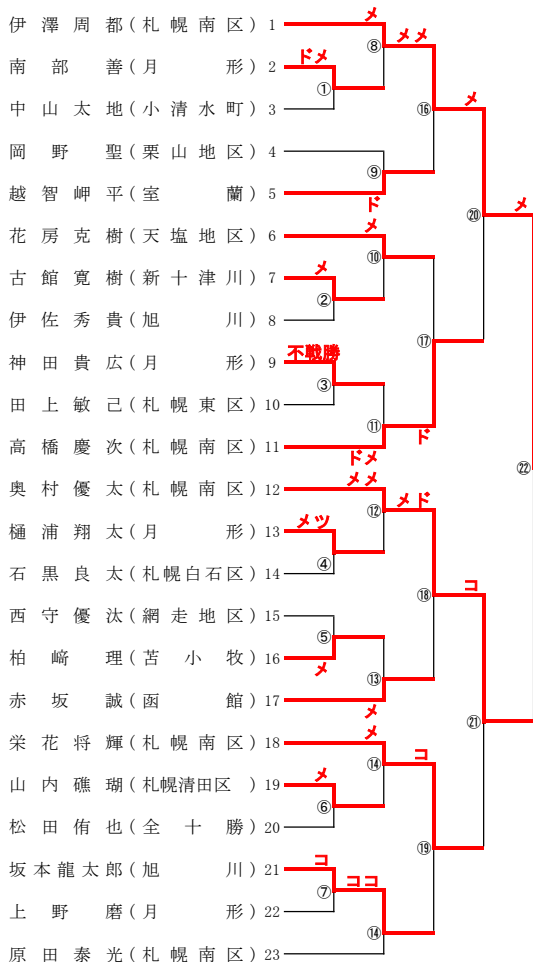 伊澤周都(札幌南区) 1
南部善(月形) 2
中山太地(小清水町) 3
岡野聖(栗山地区) 4
越智岬平(室蘭) 5
花房克樹(天塩地区) 6
古館寛樹(新十津川) 7
伊佐秀貴(旭川) 8
神田貴広(月形) 9
田上敏己(札幌東区) 10
高橋慶次(札幌南区) 11
奥村優太(札幌南区) 12
樋浦翔太(月形) 13
石黒良太(札幌白石区) 14
西守優汰(網走地区) 15
柏﨑理(苫小牧) 16
赤坂誠(函館) 17
栄花将輝(札幌南区) 18
山内礁瑚(札幌清田区 ) 19
松田侑也(全十勝) 20
坂本龍太郎(旭川) 21
上野磨(月形) 22
原田泰光(札幌南区) 23
ドメ
①
メ
②
不戦勝
③
メツ
④
⑤
メ
メ
⑥
コ
⑦
メ
⑧
⑨
ド
メ
⑩
⑪
ドメ
メメ
⑫
⑬
メ
メ
⑭
ココ
⑭
メメ
⑯
⑰
ド
メド
⑱
コ
⑲
メ
⑳
コ
㉑
メ
㉒